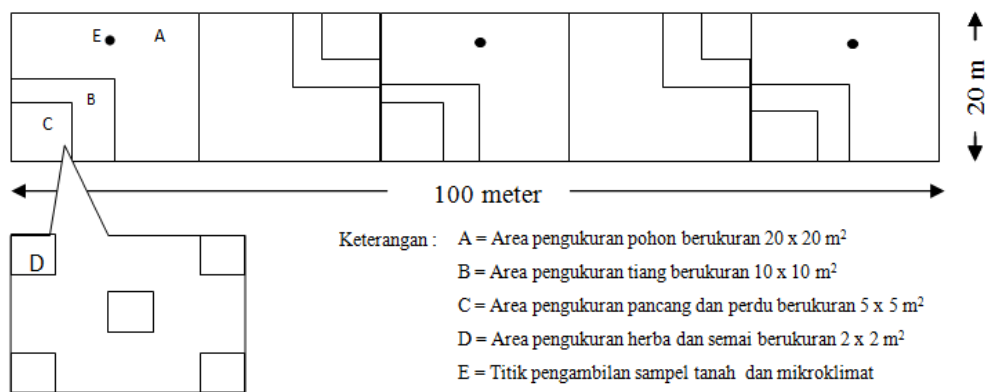 E A
B
C
20 m
100 meter
D
Keterangan : A = Area pengukuran pohon berukuran 20 x 20 m²
B = Area pengukuran tiang berukuran 10 x 10 m²
C = Area pengukuran pancang dan perdu berukuran 5 x 5 m²
D = Area pengukuran herba dan semai berukuran 2 x 2 m²
E = Titik pengambilan sampel tanah dan mikroklimat